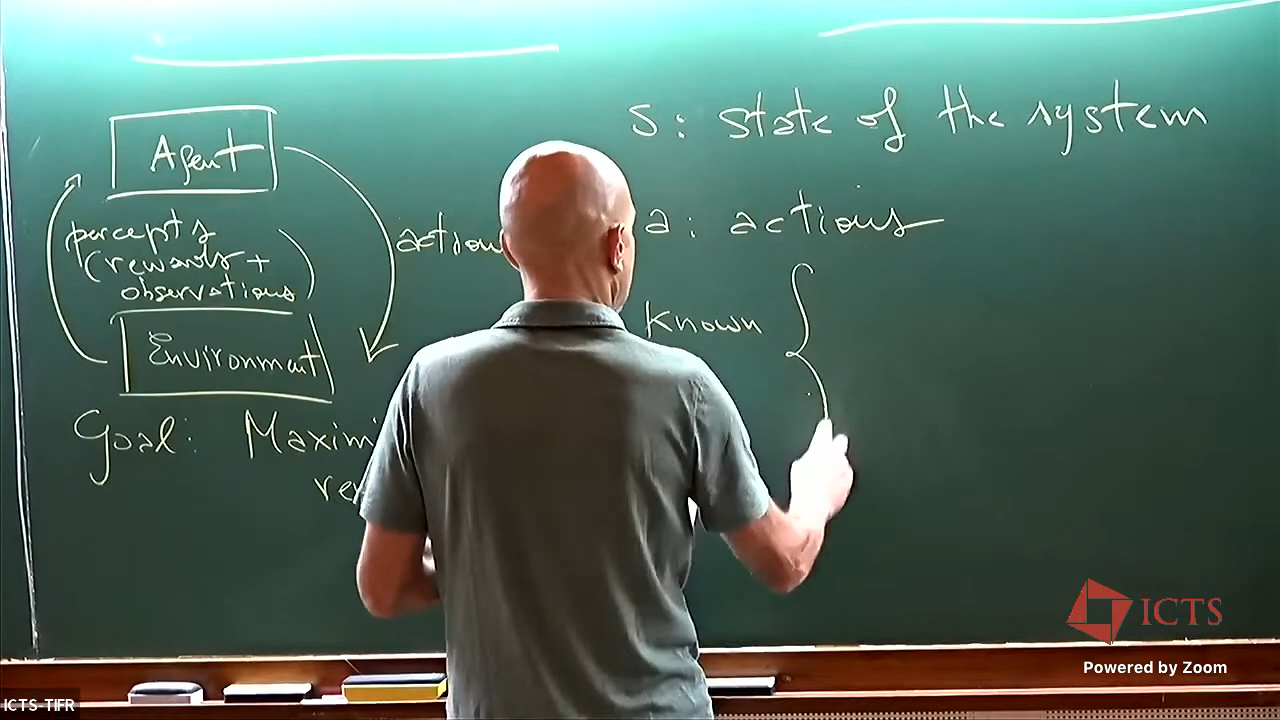 Agent
percepts
(rewards +
observations)
Environment
action
Goal: Maximi
re
s: state of the system
a: actions
Known {
ICTS
Powered by Zoom
ICTS-TIFR